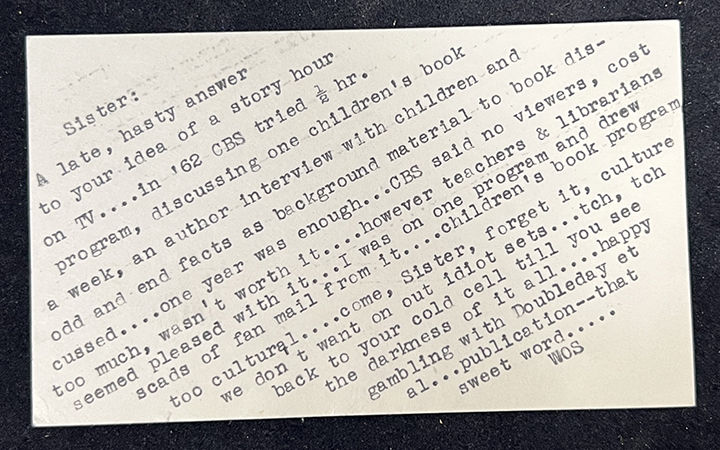 Sister:
A late, hasty answer
to your idea of a story hour
on TV....in '62 CBS tried ½ hr.
program, discussing one children's book
a week, an author interview with children and
odd and end facts as background material to book dis-
cussed....one year was enough...CBS said no viewers, cost
too much, wasn't worth it....however teachers & librarians
seemed pleased with it...I was on one program and drew
scads of fan mail from it....children's book program
too cultural....come, Sister, forget it, culture
we don't want on out idiot sets...tch, tch
back to your cold cell till you see
the darkness of it all....happy
gambling with Doubleday et
al...publication--that
sweet word.....
WOS